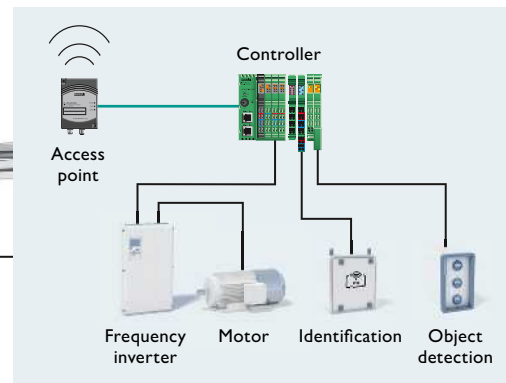 Controller
Access
point
Frequency
inverter
Motor
Identification
Object
detection